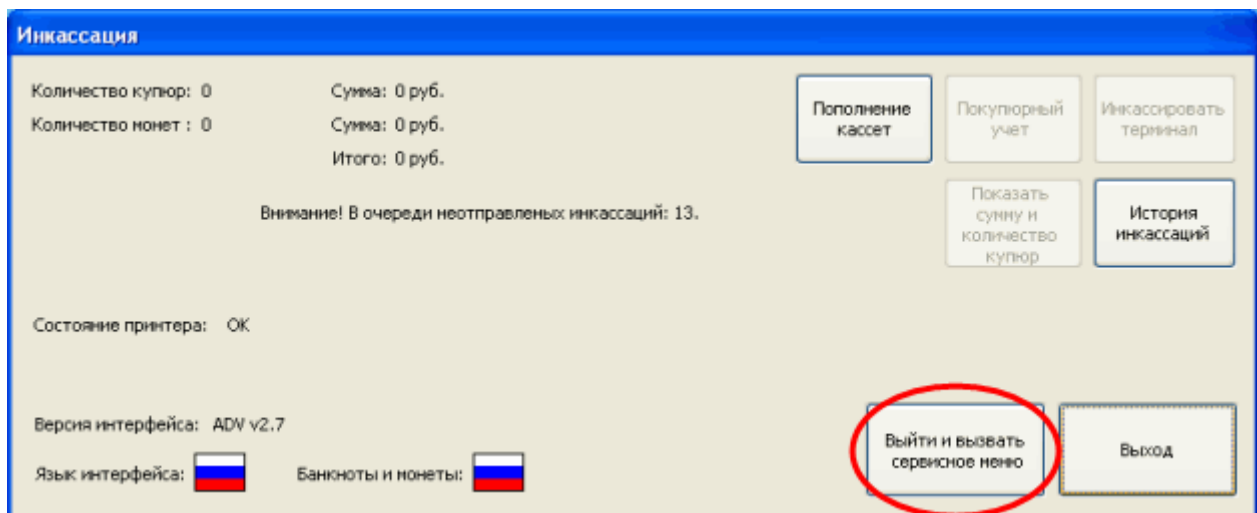 Инкассация
Количество купюр: 0 Сумма: 0 руб.
Количество монет : 0 Сумма: 0 руб.
Итого: 0 руб.
Внимание! В очереди неотправленых инкассаций: 13.
Пополнение
кассет
Покупюрный
учет
Инкассировать
терминал
Показать
сумму и
количество
купюр
История
инкассаций
Состояние принтера: ОК
Версия интерфейса: ADV v2.7
Язык интерфейса: Банкноты и монеты:
Выйти и вызвать
сервисное меню
Выход